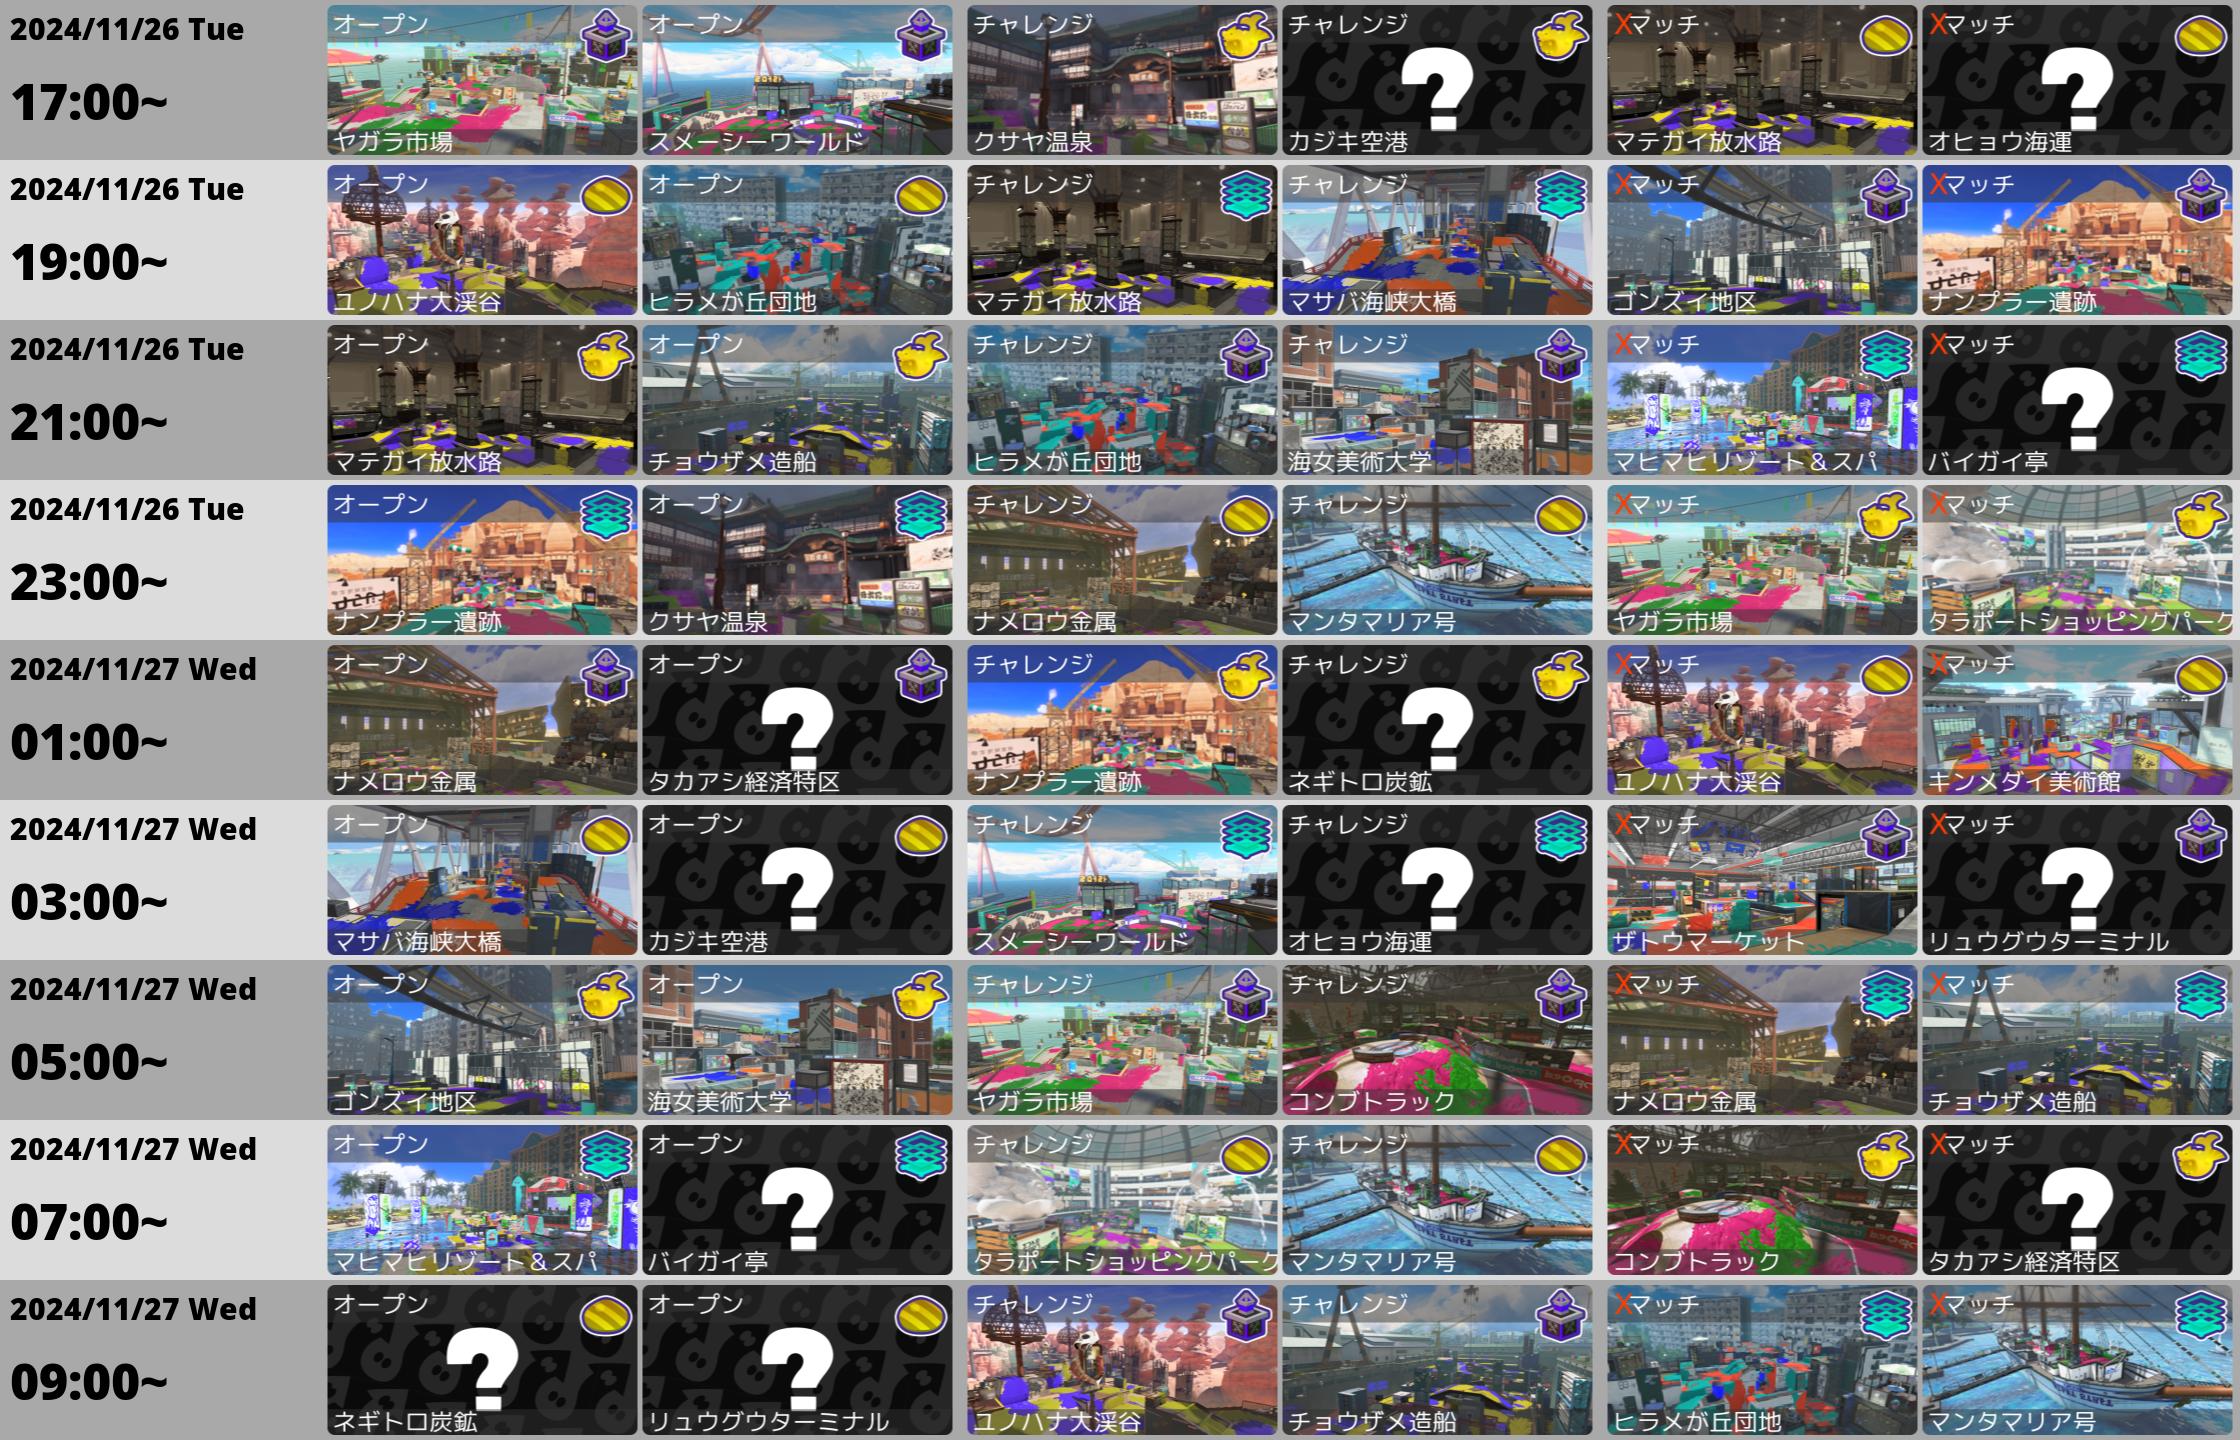 2024/11/26 Tue
17:00~
オープン
ヤガラ市場
オープン
スメーシーワールド
チャレンジ
クサヤ温泉
チャレンジ
カジキ空港
Xマッチ
マテガイ放水路
Xマッチ
オヒョウ海運
2024/11/26 Tue
19:00~
オープン
ユノハナ大渓谷
オープン
ヒラメが丘団地
チャレンジ
マテガイ放水路
チャレンジ
マサバ海峡大橋
Xマッチ
ゴンズイ地区
Xマッチ
ナンプラー遺跡
2024/11/26 Tue
21:00~
オープン
マテガイ放水路
オープン
チョウザメ造船
チャレンジ
ヒラメが丘団地
チャレンジ
海女美術大学
Xマッチ
マヒマヒリゾート＆スパ
Xマッチ
バイガイ亭
2024/11/26 Tue
23:00~
オープン
ナンプラー遺跡
オープン
クサヤ温泉
チャレンジ
ナメロウ金属
チャレンジ
マンタマリア号
Xマッチ
ヤガラ市場
Xマッチ
タラポートショッピングパーク
2024/11/27 Wed
01:00~
オープン
ナメロウ金属
オープン
タカアシ経済特区
チャレンジ
ナンプラー遺跡
チャレンジ
ネギトロ炭鉱
Xマッチ
ユノハナ大渓谷
Xマッチ
キンメダイ美術館
2024/11/27 Wed
03:00~
オープン
マサバ海峡大橋
オープン
カジキ空港
チャレンジ
スメーシーワールド
チャレンジ
オヒョウ海運
Xマッチ
ザトウマーケット
Xマッチ
リュウグウターミナル
2024/11/27 Wed
05:00~
オープン
ゴンズイ地区
オープン
海女美術大学
チャレンジ
ヤガラ市場
チャレンジ
コンブトラック
Xマッチ
ナメロウ金属
Xマッチ
チョウザメ造船
2024/11/27 Wed
07:00~
オープン
マヒマヒリゾート＆スパ
オープン
バイガイ亭
チャレンジ
タラポートショッピングパーク
チャレンジ
マンタマリア号
Xマッチ
コンブトラック
Xマッチ
タカアシ経済特区
2024/11/27 Wed
09:00~
オープン
ネギトロ炭鉱
オープン
リュウグウターミナル
チャレンジ
ユノハナ大渓谷
チャレンジ
チョウザメ造船
Xマッチ
ヒラメが丘団地
Xマッチ
マンタマリア号